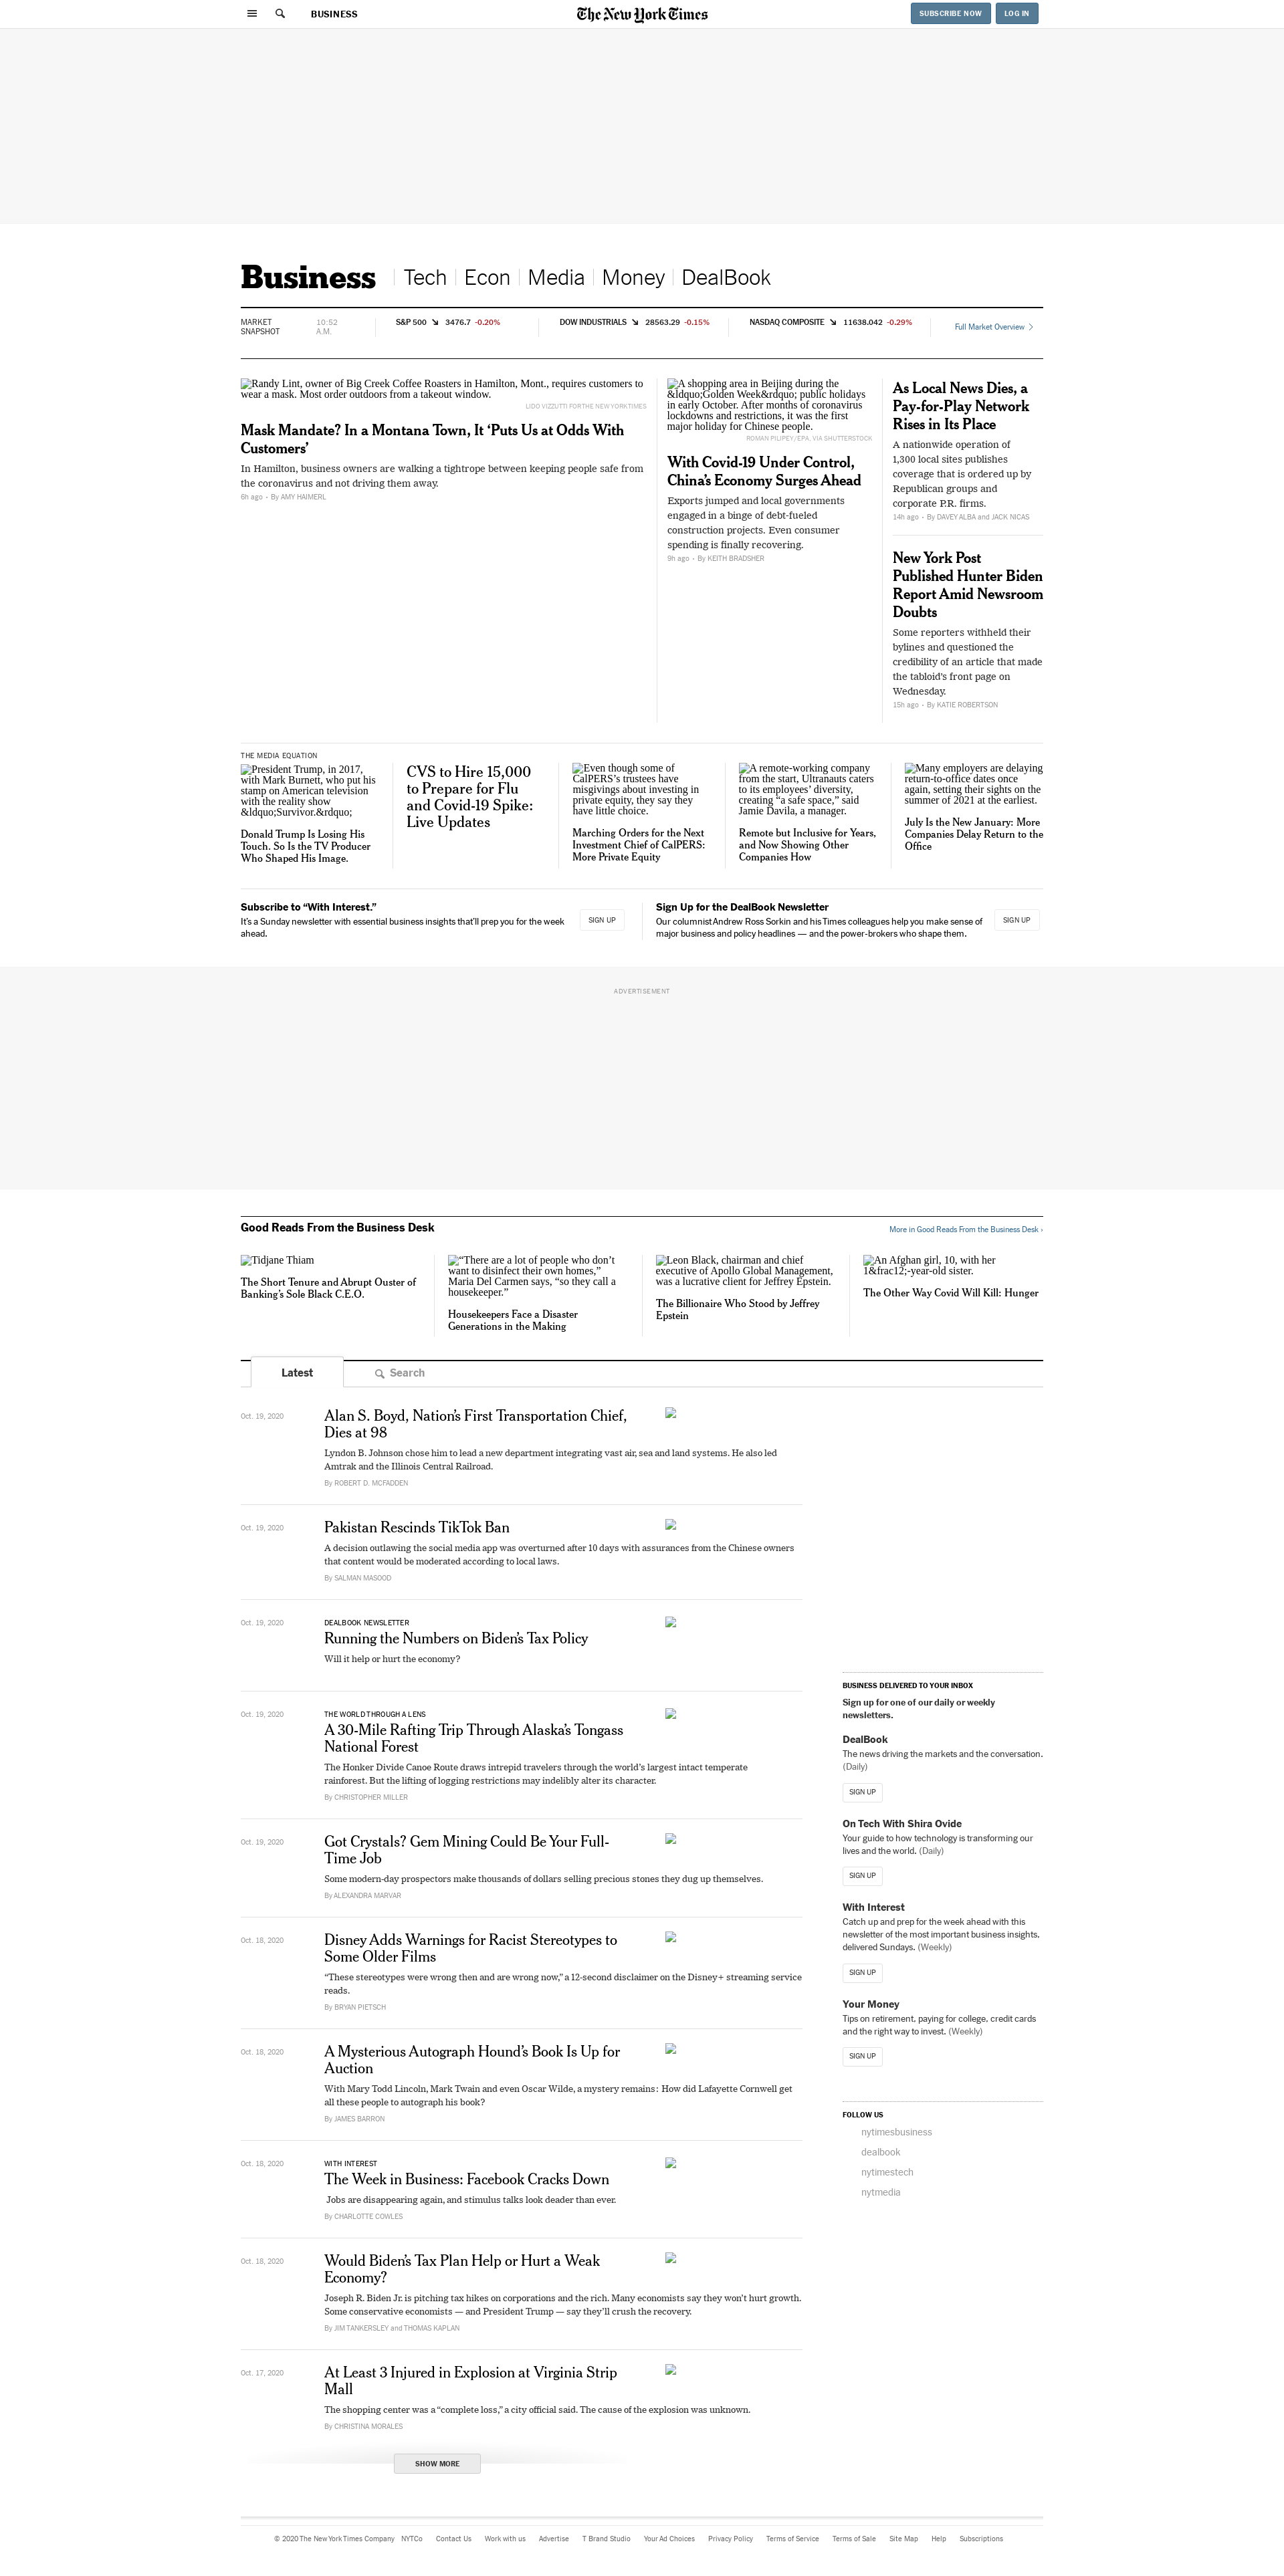 BUSINESS
The New York Times
SUBSCRIBE NOW
LOG IN
Business
Tech
Econ
Media
Money
DealBook
MARKET
SNAPSHOT
10:52
A.M.
S&P 500 3476.7 -0.20%
DOW INDUSTRIALS 28563.29 -0.15%
NASDAQ COMPOSITE 11638.042 -0.29%
Full Market Overview
Randy Lint, owner of Big Creek Coffee Roasters in Hamilton, Mont., requires customers to
wear a mask. Most order outdoors from a takeout window.
LIDO VIZZUTTI FOR THE NEW YORK TIMES
Mask Mandate? In a Montana Town, It ‘Puts Us at Odds With
Customers’
In Hamilton, business owners are walking a tightrope between keeping people safe from
the coronavirus and not driving them away.
6h ago • By AMY HAIMERL
A shopping area in Beijing during the
&ldquo;Golden Week&rdquo; public holidays
in early October. After months of coronavirus
lockdowns and restrictions, it was the first
major holiday for Chinese people.
ROMAN PILIPEY,/EPA, VIA SHUTTERSTOCK
With Covid-19 Under Control,
China’s Economy Surges Ahead
Exports jumped and local governments
engaged in a binge of debt-fueled
construction projects. Even consumer
spending is finally recovering.
9h ago • By KEITH BRADSHER
As Local News Dies, a
Pay-for-Play Network
Rises in Its Place
A nationwide operation of
1,300 local sites publishes
coverage that is ordered up by
Republican groups and
corporate P.R. firms.
14h ago • By DAVEY ALBA and JACK NICAS
New York Post
Published Hunter Biden
Report Amid Newsroom
Doubts
Some reporters withheld their
bylines and questioned the
credibility of an article that made
the tabloid’s front page on
Wednesday.
15h ago • By KATIE ROBERTSON
THE MEDIA EQUATION
President Trump, in 2017,
with Mark Burnett, who put his
stamp on American television
with the reality show
&ldquo;Survivor.&rdquo;
Donald Trump Is Losing His
Touch. So Is the TV Producer
Who Shaped His Image.
CVS to Hire 15,000
to Prepare for Flu
and Covid-19 Spike:
Live Updates
Even though some of
CalPERS’s trustees have
misgivings about investing in
private equity, they say they
have little choice.
Marching Orders for the Next
Investment Chief of CalPERS:
More Private Equity
A remote-working company
from the start, Ultranauts caters
to its employees’ diversity,
creating “a safe space,” said
Jamie Davila, a manager.
Remote but Inclusive for Years,
and Now Showing Other
Companies How
Many employers are delaying
return-to-office dates once
again, setting their sights on the
summer of 2021 at the earliest.
July Is the New January: More
Companies Delay Return to the
Office
Subscribe to “With Interest.”
It’s a Sunday newsletter with essential business insights that’ll prep you for the week
ahead.
SIGN UP
Sign Up for the DealBook Newsletter
Our columnist Andrew Ross Sorkin and his Times colleagues help you make sense of
major business and policy headlines — and the power-brokers who shape them.
SIGN UP
ADVERTISEMENT
Good Reads From the Business Desk
More in Good Reads From the Business Desk ›
Tidjane Thiam
The Short Tenure and Abrupt Ouster of
Banking’s Sole Black C.E.O.
“There are a lot of people who don’t
want to disinfect their own homes,”
Maria Del Carmen says, “so they call a
housekeeper.”
Housekeepers Face a Disaster
Generations in the Making
Leon Black, chairman and chief
executive of Apollo Global Management,
was a lucrative client for Jeffrey Epstein.
The Billionaire Who Stood by Jeffrey
Epstein
An Afghan girl, 10, with her
1&frac12;-year-old sister.
The Other Way Covid Will Kill: Hunger
Latest
Search
Oct. 19, 2020
Alan S. Boyd, Nation’s First Transportation Chief,
Dies at 98
Lyndon B. Johnson chose him to lead a new department integrating vast air, sea and land systems. He also led
Amtrak and the Illinois Central Railroad.
By ROBERT D. MCFADDEN
Oct. 19, 2020
Pakistan Rescinds TikTok Ban
A decision outlawing the social media app was overturned after 10 days with assurances from the Chinese owners
that content would be moderated according to local laws.
By SALMAN MASOOD
Oct. 19, 2020
DEALBOOK NEWSLETTER
Running the Numbers on Biden’s Tax Policy
Will it help or hurt the economy?
Oct. 19, 2020
THE WORLD THROUGH A LENS
A 30-Mile Rafting Trip Through Alaska’s Tongass
National Forest
The Honker Divide Canoe Route draws intrepid travelers through the world’s largest intact temperate
rainforest. But the lifting of logging restrictions may indelibly alter its character.
By CHRISTOPHER MILLER
Oct. 19, 2020
Got Crystals? Gem Mining Could Be Your Full-
Time Job
Some modern-day prospectors make thousands of dollars selling precious stones they dug up themselves.
By ALEXANDRA MARVAR
Oct. 18, 2020
Disney Adds Warnings for Racist Stereotypes to
Some Older Films
“These stereotypes were wrong then and are wrong now,” a 12-second disclaimer on the Disney+ streaming service
reads.
By BRYAN PIETSCH
Oct. 18, 2020
A Mysterious Autograph Hound’s Book Is Up for
Auction
With Mary Todd Lincoln, Mark Twain and even Oscar Wilde, a mystery remains: How did Lafayette Cornwell get
all these people to autograph his book?
By JAMES BARRON
Oct. 18, 2020
WITH INTEREST
The Week in Business: Facebook Cracks Down
Jobs are disappearing again, and stimulus talks look deader than ever.
By CHARLOTTE COWLES
Oct. 18, 2020
Would Biden’s Tax Plan Help or Hurt a Weak
Economy?
Joseph R. Biden Jr. is pitching tax hikes on corporations and the rich. Many economists say they won’t hurt growth.
Some conservative economists — and President Trump — say they’ll crush the recovery.
By JIM TANKERSLEY and THOMAS KAPLAN
Oct. 17, 2020
At Least 3 Injured in Explosion at Virginia Strip
Mall
The shopping center was a “complete loss,” a city official said. The cause of the explosion was unknown.
By CHRISTINA MORALES
SHOW MORE
BUSINESS DELIVERED TO YOUR INBOX
Sign up for one of our daily or weekly
newsletters.
DealBook
The news driving the markets and the conversation.
(Daily)
SIGN UP
On Tech With Shira Ovide
Your guide to how technology is transforming our
lives and the world. (Daily)
SIGN UP
With Interest
Catch up and prep for the week ahead with this
newsletter of the most important business insights,
delivered Sundays. (Weekly)
SIGN UP
Your Money
Tips on retirement, paying for college, credit cards
and the right way to invest. (Weekly)
SIGN UP
FOLLOW US
nytimesbusiness
dealbook
nytimestech
nytmedia
© 2020 The New York Times Company NYTCo Contact Us Work with us Advertise T Brand Studio Your Ad Choices Privacy Policy Terms of Service Terms of Sale Site Map Help Subscriptions